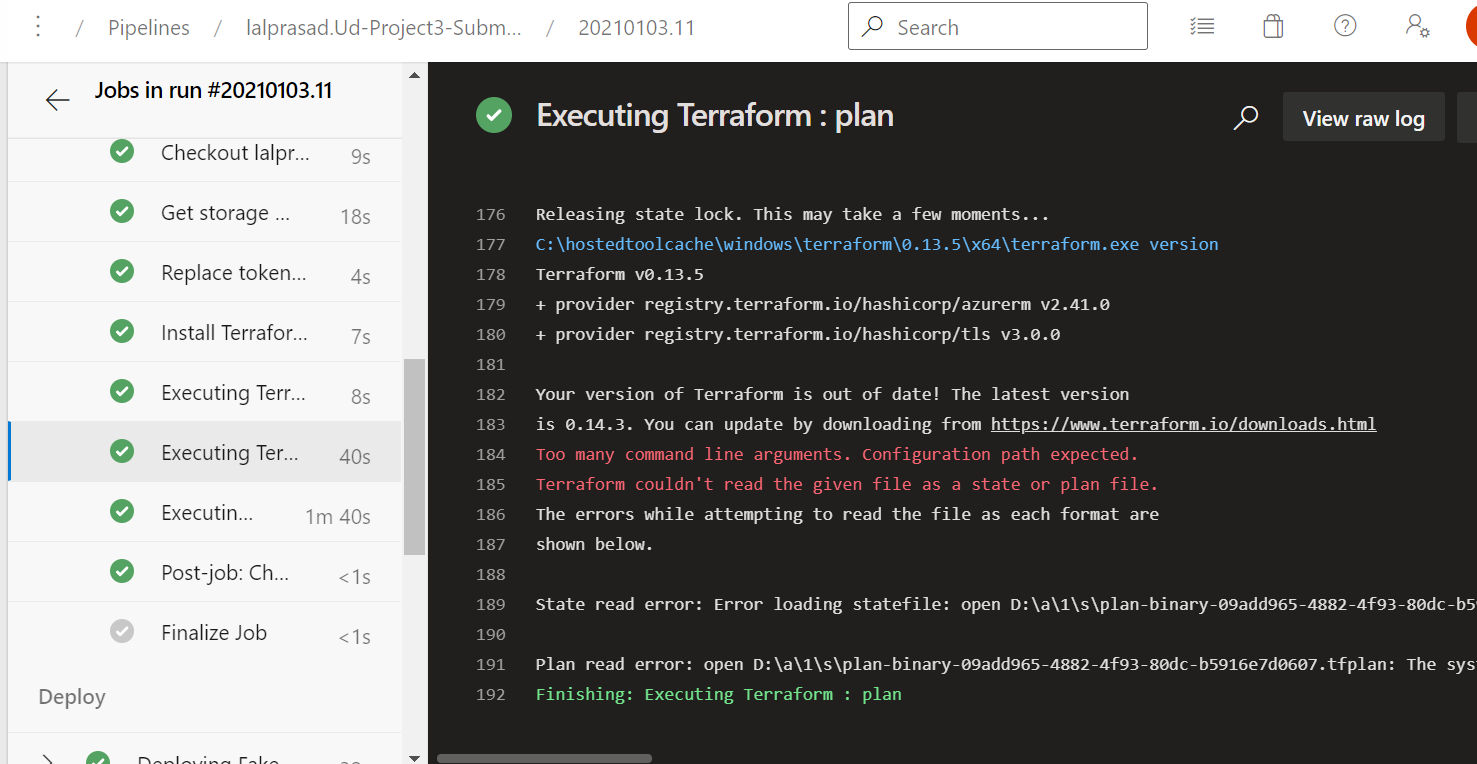 / Pipelines / lalprasad.Ud-Project3-Subm... / 20210103.11
Search
Jobs in run #20210103.11
Checkout lalpr... 9s
Get storage ... 18s
Replace token... 4s
Install Terrafor... 7s
Executing Terr... 8s
Executing Ter... 40s
Executin... 1m 40s
Post-job: Ch... <1s
Finalize Job <1s
Deploy
Deploying Fake
Executing Terraform : plan
View raw log
176 Releasing state lock. This may take a few moments...
177 C:\hostedtoolcache\windows\terraform\0.13.5\x64\terraform.exe version
178 Terraform v0.13.5
179 + provider registry.terraform.io/hashicorp/azurerm v2.41.0
180 + provider registry.terraform.io/hashicorp/tls v3.0.0
181
182 Your version of Terraform is out of date! The latest version
183 is 0.14.3. You can update by downloading from https://www.terraform.io/downloads.html
184 Too many command line arguments. Configuration path expected.
185 Terraform couldn't read the given file as a state or plan file.
186 The errors while attempting to read the file as each format are
187 shown below.
188
189 State read error: Error loading statefile: open D:\a\1\s\plan-binary-09add965-4882-4f93-80dc-b5
190
191 Plan read error: open D:\a\1\s\plan-binary-09add965-4882-4f93-80dc-b5916e7d0607.tfplan: The sys
192 Finishing: Executing Terraform : plan